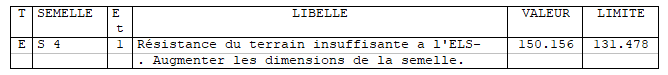 T SEMELLE Et LIBELLE VALEUR LIMITE
E S 4 1 Résistance du terrain insuffisante a l'ELS- 150.156 131.478
. Augmenter les dimensions de la semelle.